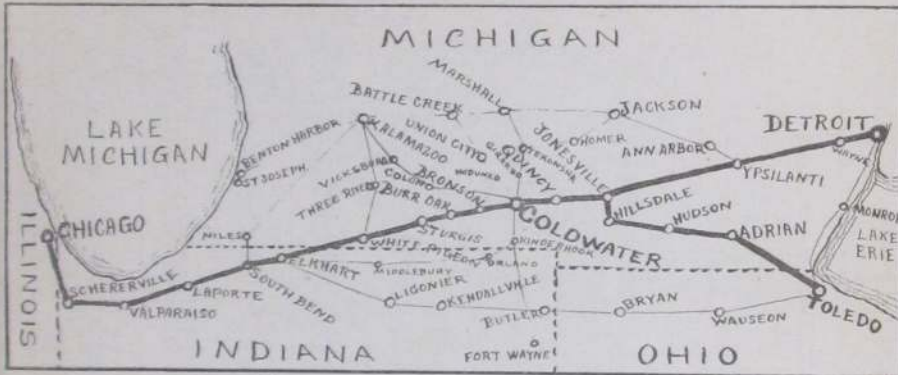 MICHIGAN
LAKE
MICHIGAN
ILLINOIS
CHICAGO
SCHERERVILLE
VALPARAISO
LAPORTE
SOUTH BEND
NILES
BENTON HARBOR
ST JOSEPH
ELKHART
MIDDLEBURY
WHITE PIGEON
STURGIS
BURR OAK
BRONSON
COLON
THREE RIVERS
VICKSBURG
KALAMAZOO
BATTLE CREEK
MARSHALL
UNION CITY
GIRARD
TEKONSHA
QUINCY
COLDWATER
KINDERHOOK
ORLAND
JONESVILLE
HOMER
JACKSON
ANN ARBOR
YPSILANTI
WAYNE
DETROIT
MONROE
LAKE
ERIE
HILLSDALE
HUDSON
ADRIAN
TOLEDO
LIGONIER
KENDALLVILLE
BUTLER
BRYAN
WAUSEON
FORT WAYNE
INDIANA
OHIO